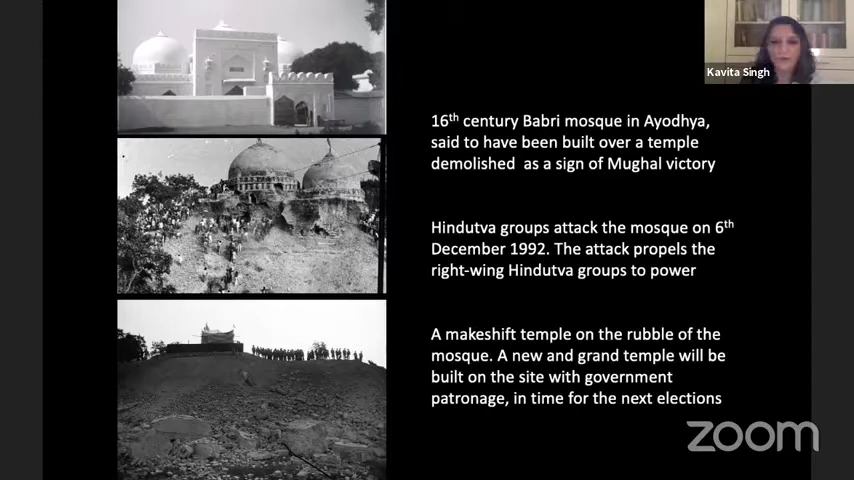 Kavita Singh
16th century Babri mosque in Ayodhya,
said to have been built over a temple
demolished as a sign of Mughal victory
Hindutva groups attack the mosque on 6th
December 1992. The attack propels the
right-wing Hindutva groups to power
A makeshift temple on the rubble of the
mosque. A new and grand temple will be
built on the site with government
patronage, in time for the next elections
zoom